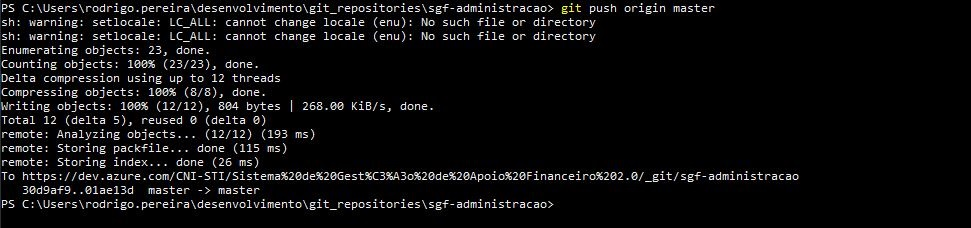 PS C:\Users\rodrigo.pereira\desenvolvimento\git_repositories\sgf-administracao> git push origin master
sh: warning: setlocale: LC_ALL: cannot change locale (enu): No such file or directory
sh: warning: setlocale: LC_ALL: cannot change locale (enu): No such file or directory
Enumerating objects: 23, done.
Counting objects: 100% (23/23), done.
Delta compression using up to 12 threads
Compressing objects: 100% (8/8), done.
Writing objects: 100% (12/12), 804 bytes | 268.00 KiB/s, done.
Total 12 (delta 5), reused 0 (delta 0)
remote: Analyzing objects... (12/12) (193 ms)
remote: Storing packfile... done (115 ms)
remote: Storing index... done (26 ms)
To https://dev.azure.com/CNI-STI/Sistema%20de%20Gest%C3%A3o%20de%20Apoio%20Financeiro%202.0/_git/sgf-administracao
   30d9af9..01ae13d  master -> master
PS C:\Users\rodrigo.pereira\desenvolvimento\git_repositories\sgf-administracao>